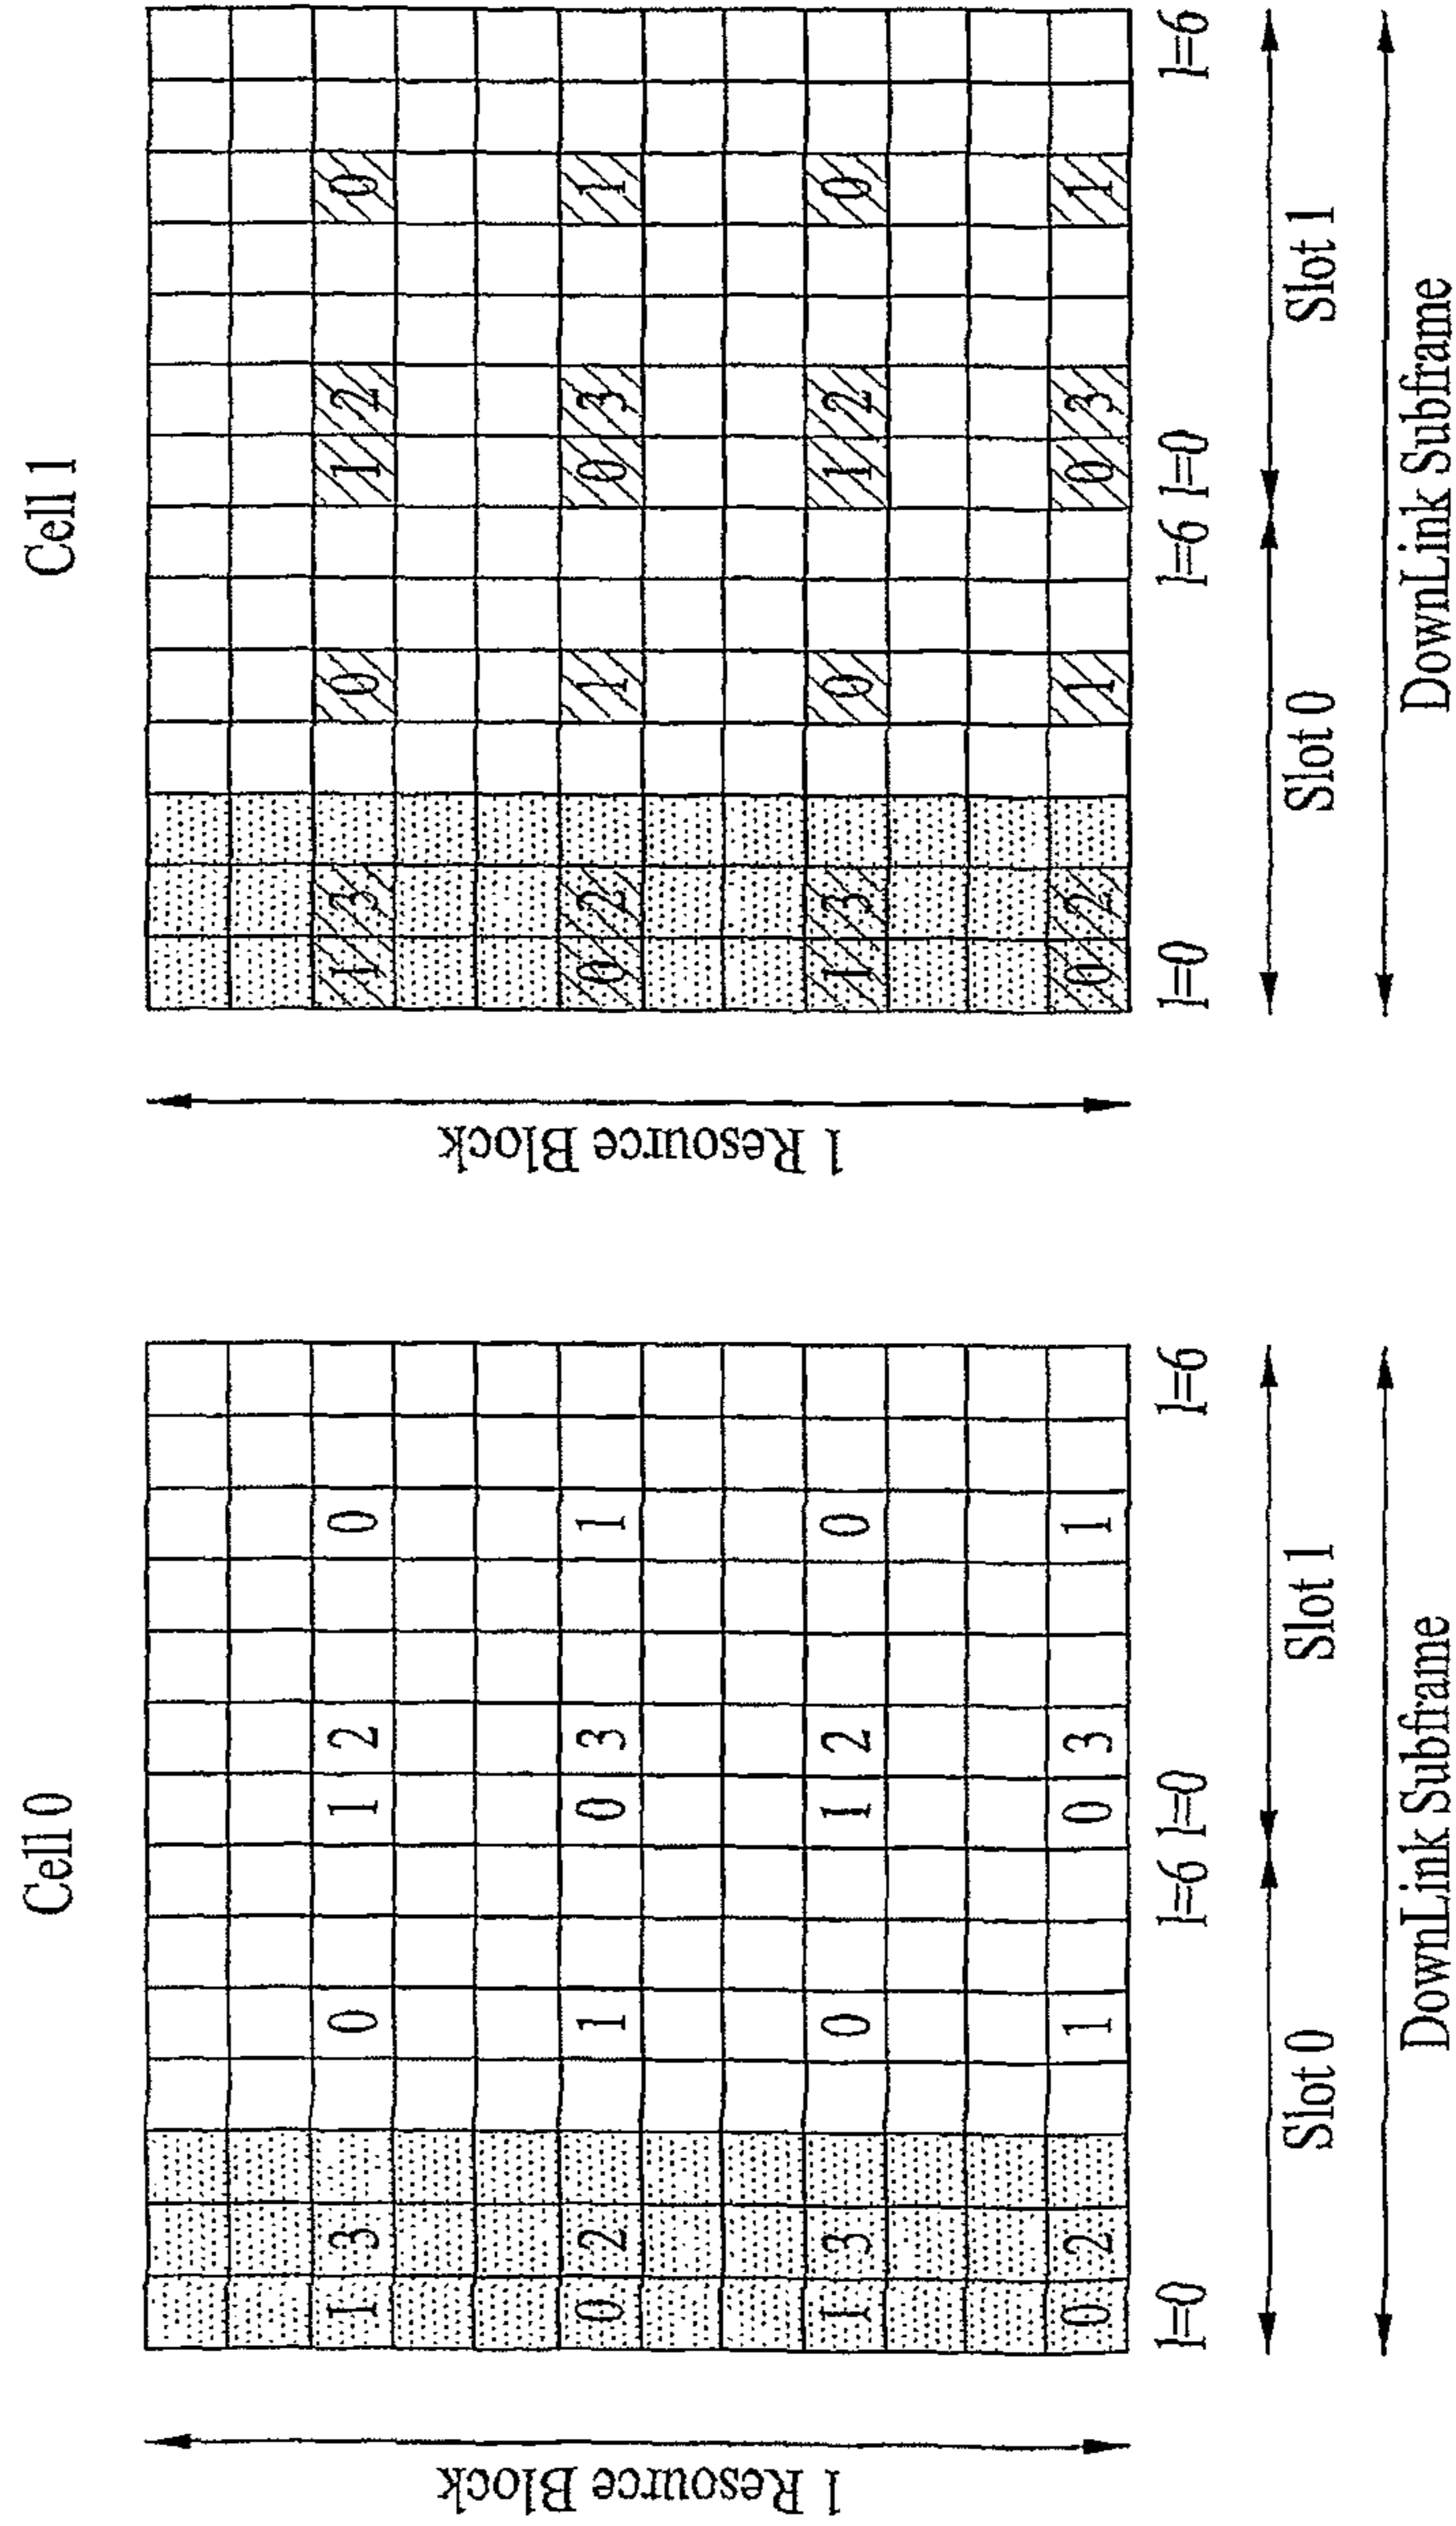 Cell 0
1 Resource Block
1 3 0 1 2 0
0 2 1 0 3 1
1 3 0 1 2 0
0 2 1 0 3 1
l=0 l=6 l=0 l=6
Slot 0 Slot 1
DownLink Subframe
Cell 1
1 Resource Block
1 3 0 1 2 0
0 2 1 0 3 1
1 3 0 1 2 0
0 2 1 0 3 1
l=0 l=6 l=0 l=6
Slot 0 Slot 1
DownLink Subframe